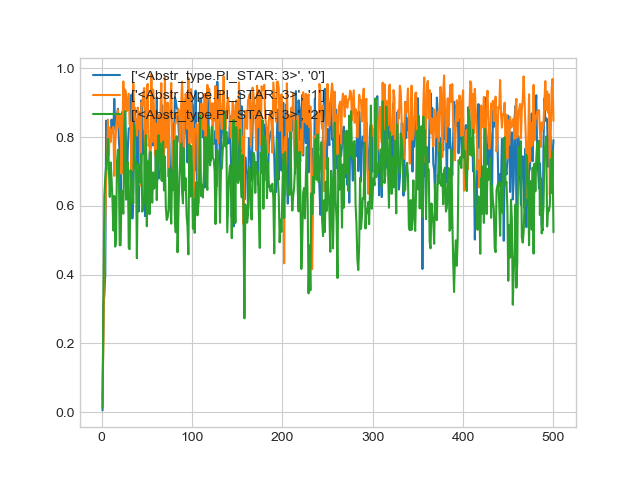 1.0
['<Abstr_type.PI_STAR: 3>', '0']
['<Abstr_type.PI_STAR: 3>', '1']
['<Abstr_type.PI_STAR: 3>', '2']
0.8
0.6
0.4
0.2
0.0
0 100 200 300 400 500